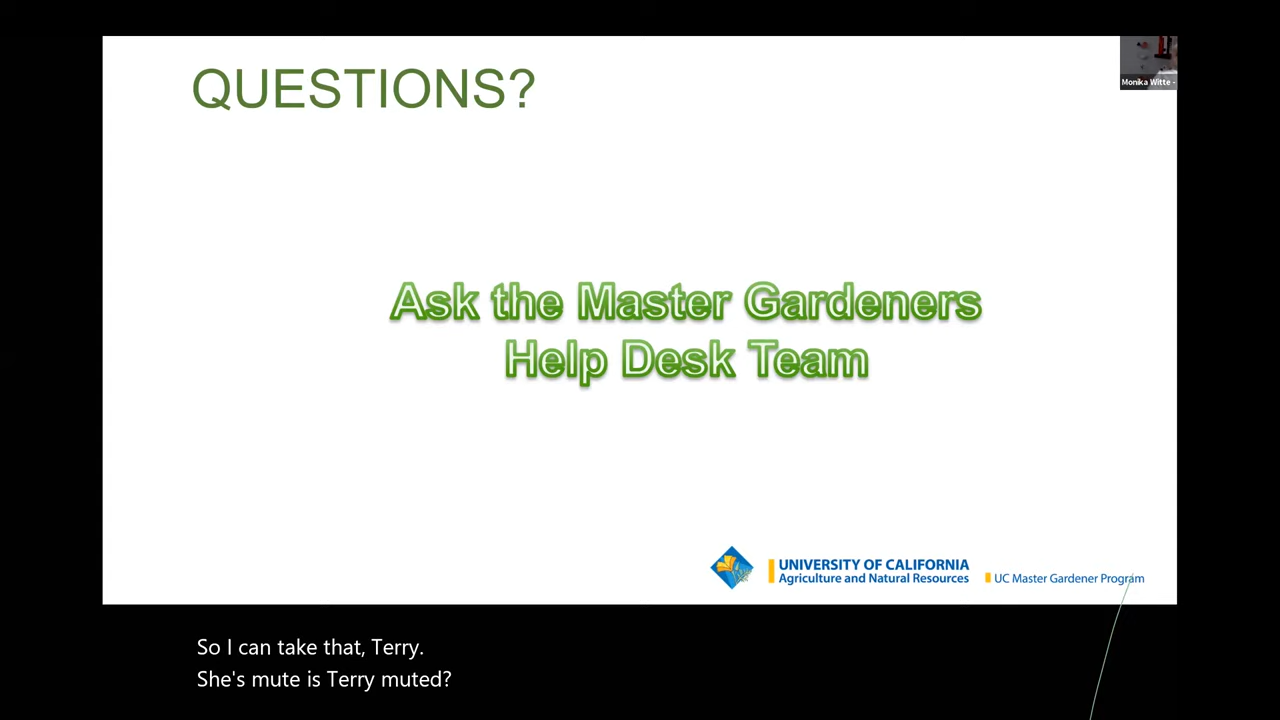 QUESTIONS?
Monika Witte -
Ask the Master Gardeners
Help Desk Team
UNIVERSITY OF CALIFORNIA
Agriculture and Natural Resources
UC Master Gardener Program
So I can take that, Terry.
She's mute is Terry muted?